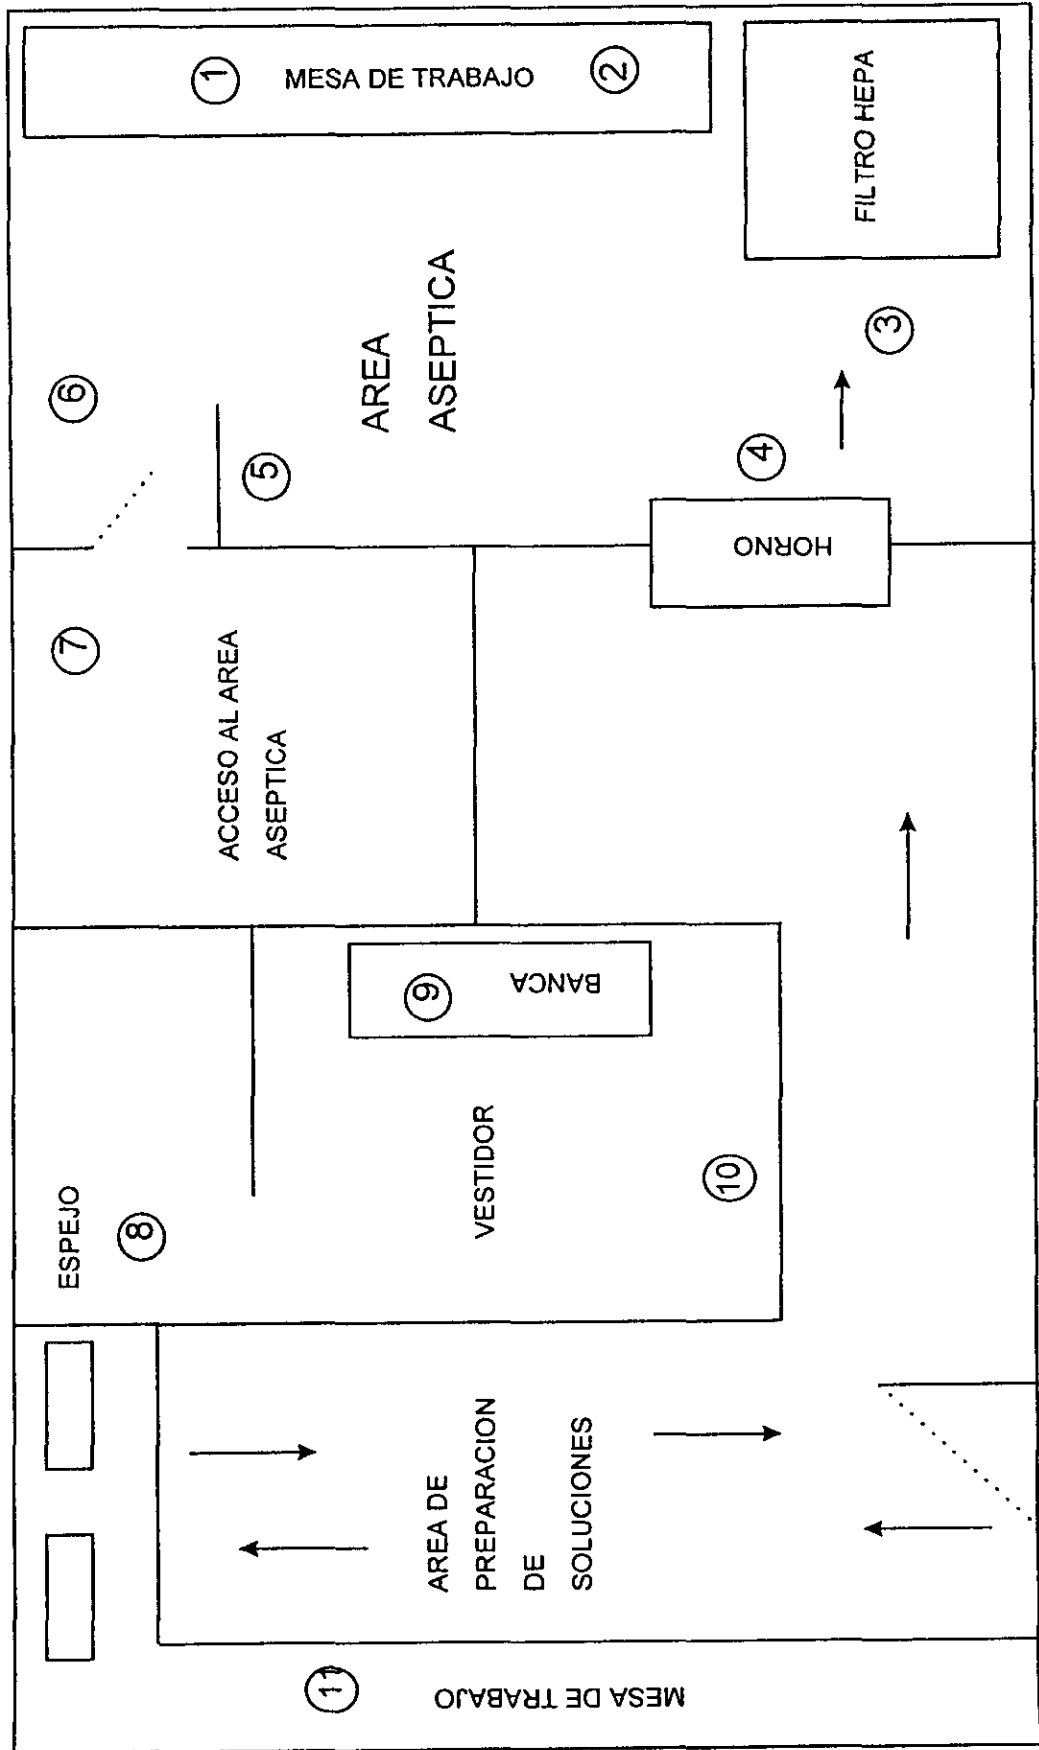 1
MESA DE TRABAJO
2
FILTRO HEPA
6
5
AREA
ASEPTICA
3
4
HORNO
7
ACCESO AL AREA
ASEPTICA
ESPEJO
8
9
BANCA
VESTIDOR
10
AREA DE
PREPARACION
DE
SOLUCIONES
11
MESA DE TRABAJO